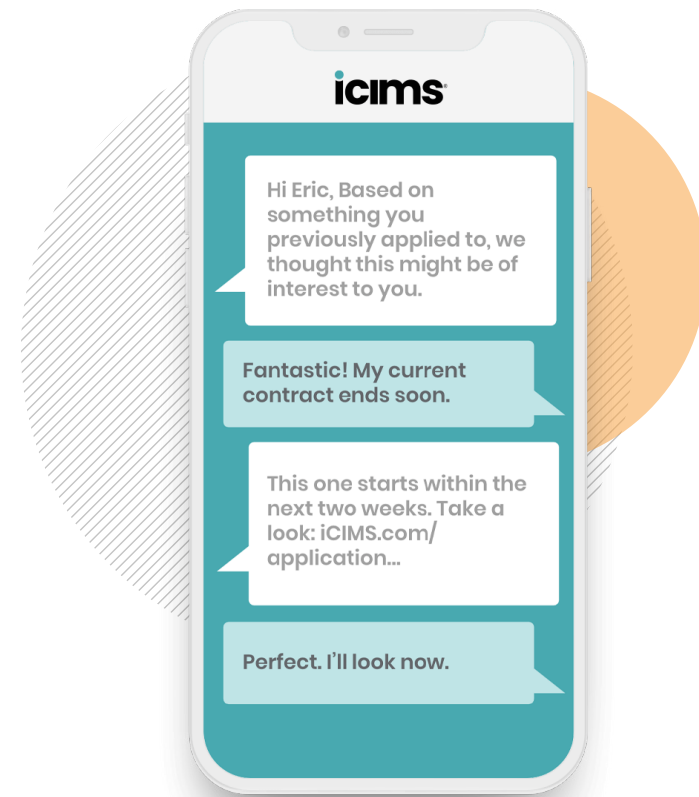 icims
Hi Eric, Based on
something you
previously applied to, we
thought this might be of
interest to you.
Fantastic! My current
contract ends soon.
This one starts within the
next two weeks. Take a
look: iCIMS.com/
application...
Perfect. I’ll look now.